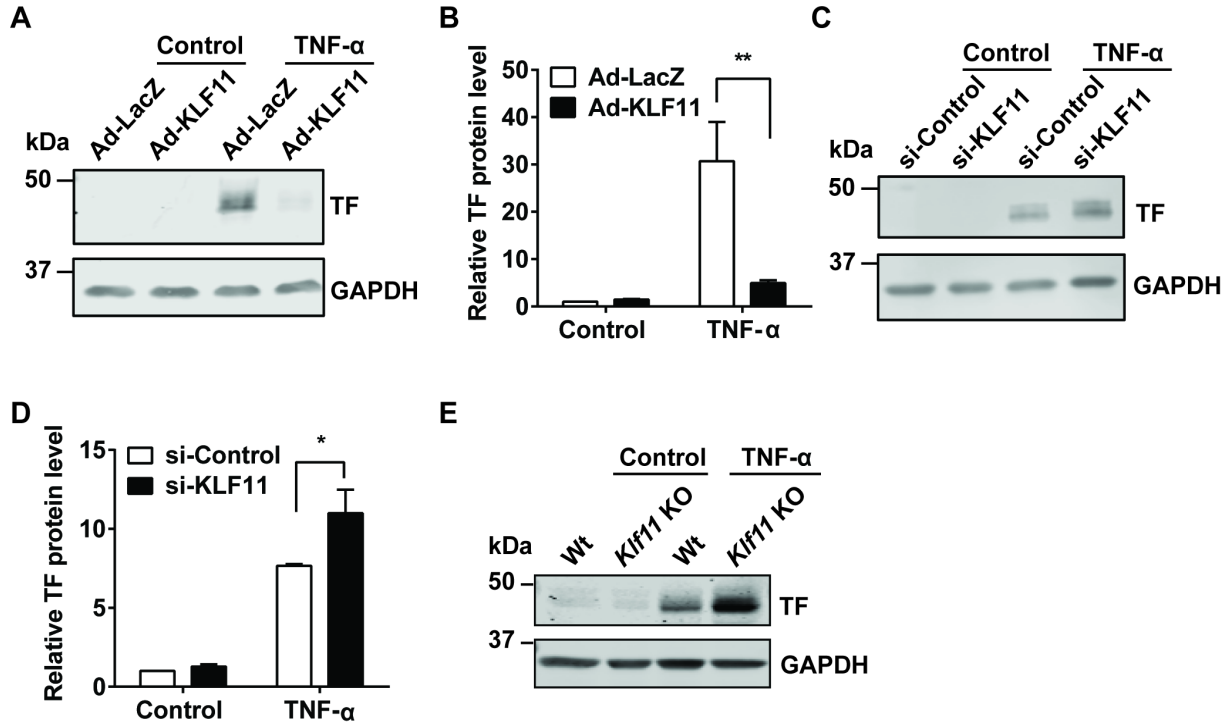 A
Control
TNF-α
Ad-LacZ
Ad-KLF11
Ad-LacZ
Ad-KLF11
kDa
50
TF
37
GAPDH
B
**
Ad-LacZ
Ad-KLF11
Relative TF protein level
50
40
30
20
10
0
Control
TNF-α
C
Control
TNF-α
si-Control
si-KLF11
si-Control
si-KLF11
kDa
50
TF
37
GAPDH
D
*
si-Control
si-KLF11
Relative TF protein level
15
10
5
0
Control
TNF-α
E
Control
TNF-α
Wt
Klf11 KO
Wt
Klf11 KO
kDa
50
TF
37
GAPDH